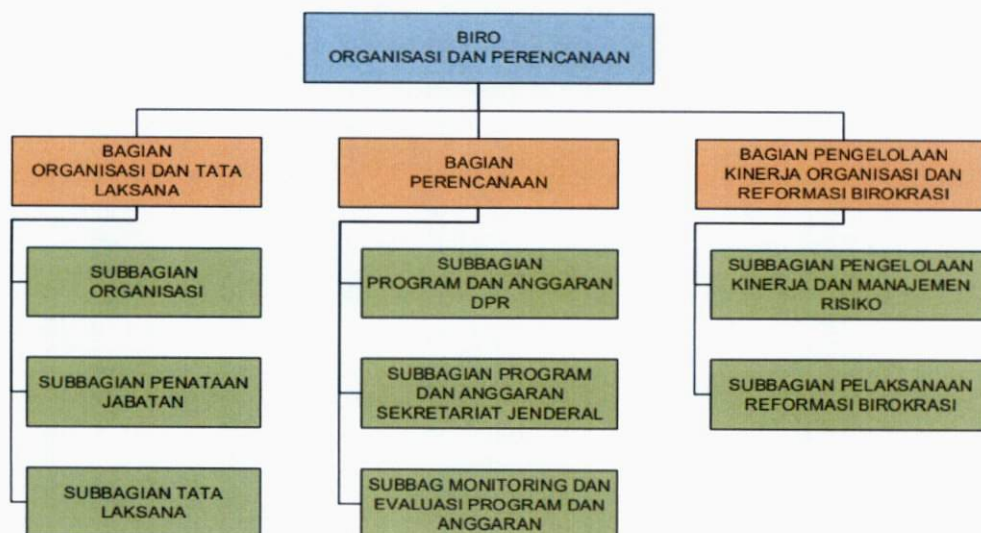 BIRO
ORGANISASI DAN PERENCANAAN
BAGIAN
ORGANISASI DAN TATA
LAKSANA
BAGIAN
PERENCANAAN
BAGIAN PENGELOLAAN
KINERJA ORGANISASI DAN
REFORMASI BIROKRASI
SUBBAGIAN
ORGANISASI
SUBBAGIAN
PROGRAM DAN ANGGARAN
DPR
SUBBAGIAN PENGELOLAAN
KINERJA DAN MANAJEMEN
RISIKO
SUBBAGIAN PENATAAN
JABATAN
SUBBAGIAN PROGRAM
DAN ANGGARAN
SEKRETARIAT JENDERAL
SUBBAGIAN PELAKSANAAN
REFORMASI BIROKRASI
SUBBAGIAN TATA
LAKSANA
SUBBAG MONITORING DAN
EVALUASI PROGRAM DAN
ANGGARAN